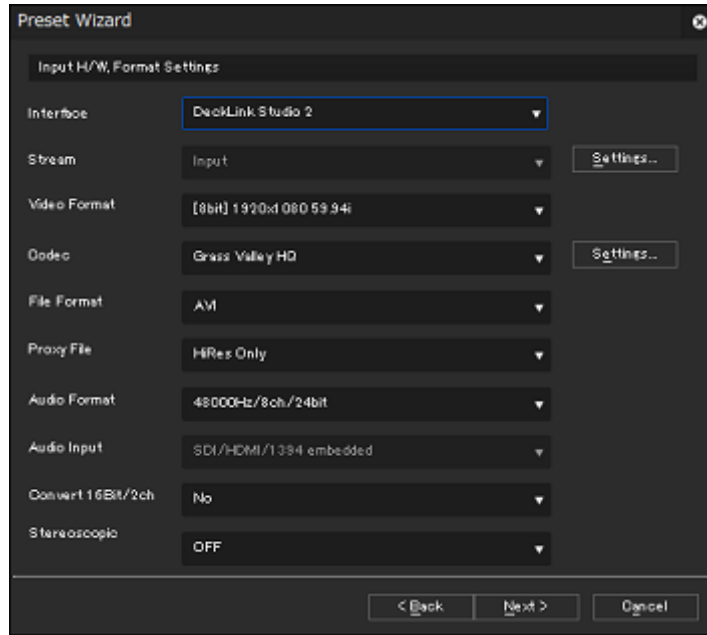 Preset Wizard
Input H/W, Format Settings
Interface DeckLink Studio 2
Stream Input Settings...
Video Format [8bit] 1920x1080 59.94i
Codec Grass Valley HQ Settings...
File Format AVI
Proxy File HiRes Only
Audio Format 48000Hz/8ch/24bit
Audio Input SDI/HDMI/1394 embedded
Convert 16Bit/2ch No
Stereoscopic OFF
< Back Next > Cancel